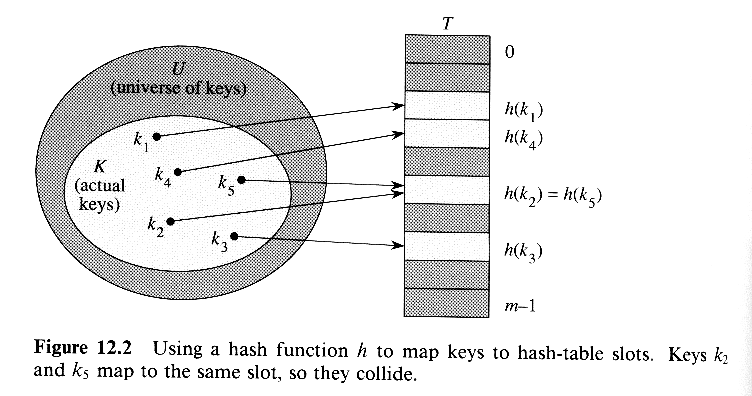 T
U
(universe of keys)
K
(actual
keys)
k₁
k₄
k₅
k₂
k₃
0
h(k₁)
h(k₄)
h(k₂) = h(k₅)
h(k₃)
m–1
Figure 12.2 Using a hash function h to map keys to hash-table slots. Keys k₂
and k₅ map to the same slot, so they collide.